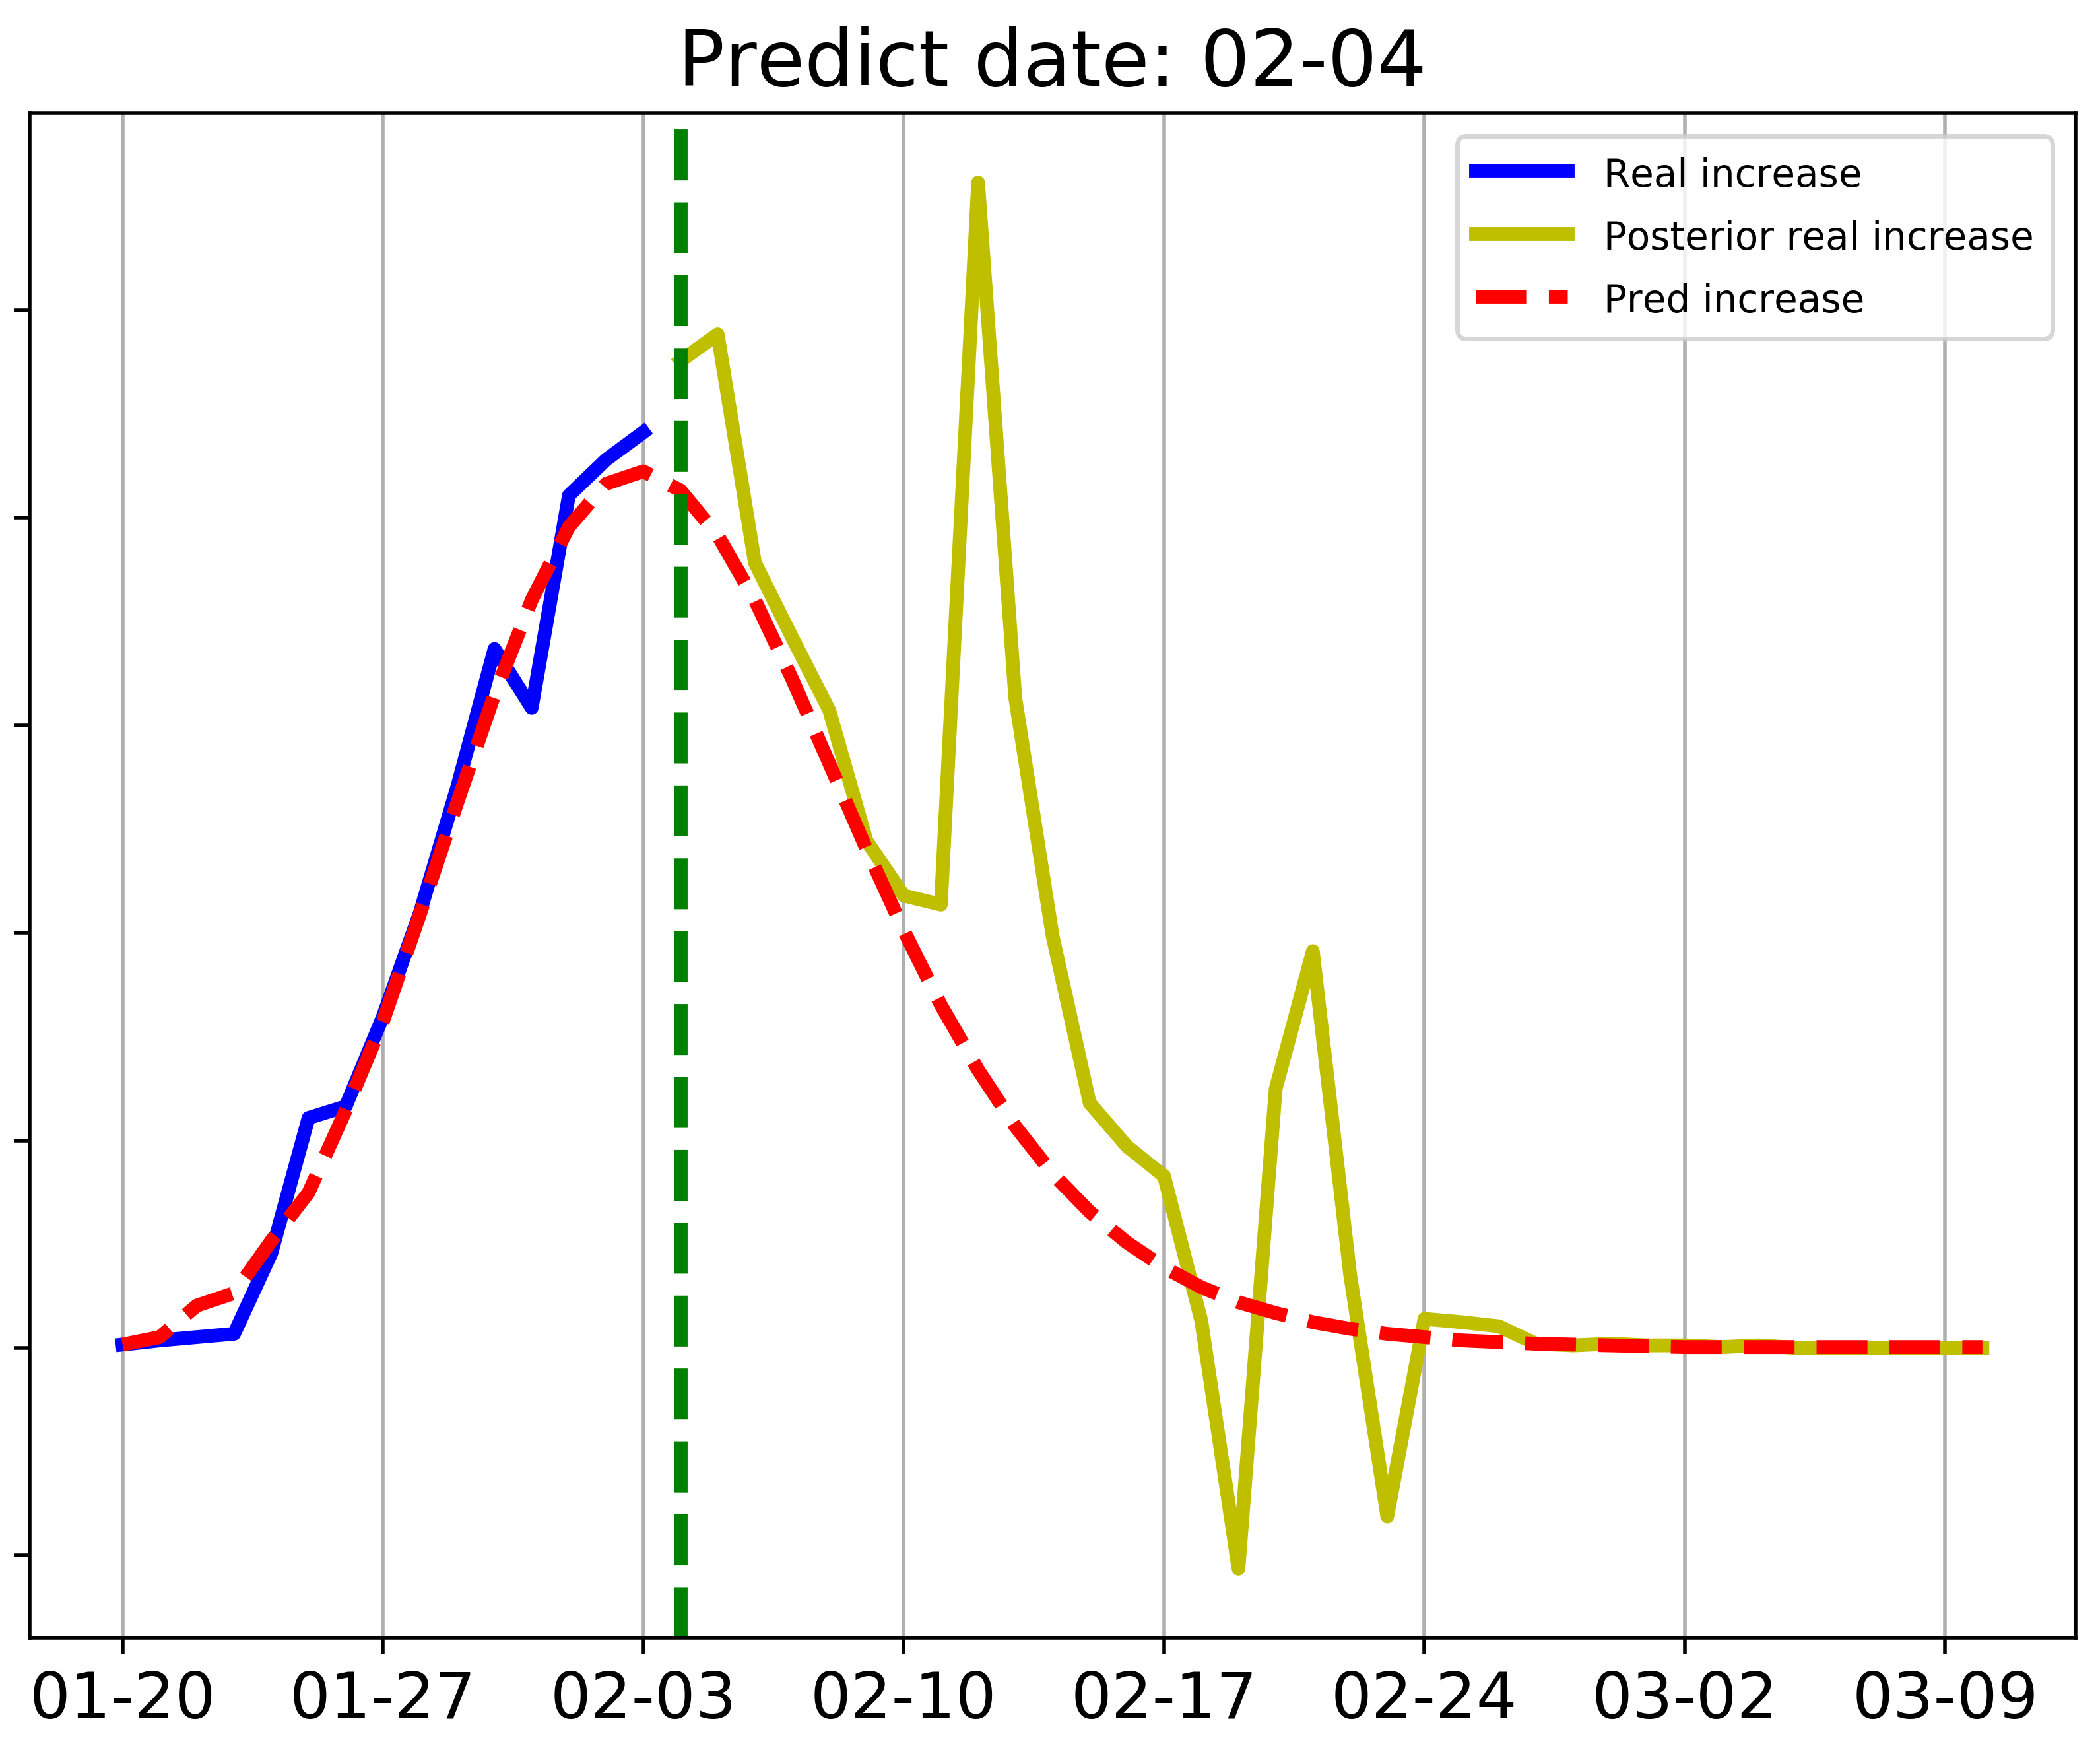 Predict date: 02-04
Real increase
Posterior real increase
Pred increase
01-20 01-27 02-03 02-10 02-17 02-24 03-02 03-09